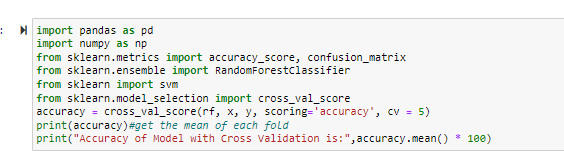 :
import pandas as pd
import numpy as np
from sklearn.metrics import accuracy_score, confusion_matrix
from sklearn.ensemble import RandomForestClassifier
from sklearn import svm
from sklearn.model_selection import cross_val_score
accuracy = cross_val_score(rf, x, y, scoring='accuracy', cv = 5)
print(accuracy)#get the mean of each fold
print("Accuracy of Model with Cross Validation is:",accuracy.mean() * 100)